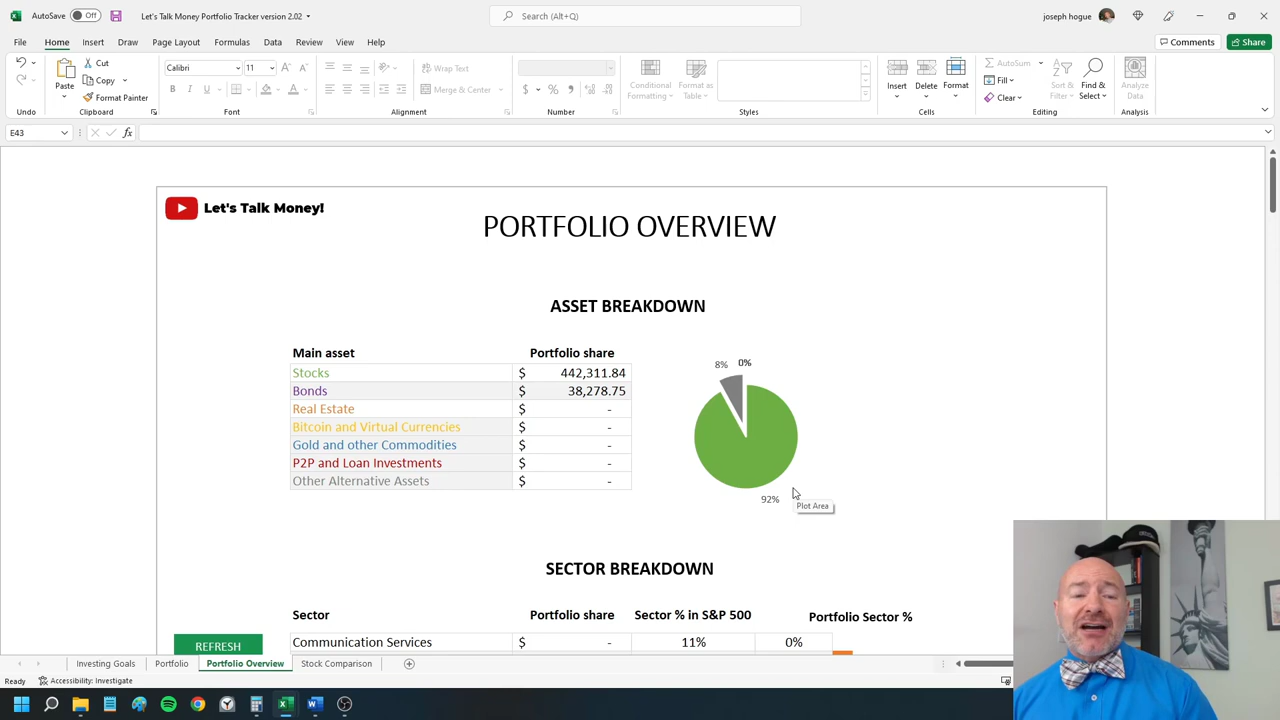 AutoSave Off Let's Talk Money Portfolio Tracker version 2.02 Search (Alt+Q) joseph hogue
File Home Insert Draw Page Layout Formulas Data Review View Help Comments Share
Calibri 11 Wrap Text AutoSum
Cut
Copy
Format Painter
Paste
Merge & Center
Conditional Formatting Format as Table
Insert Delete Format
Fill
Clear
Sort & Filter Find & Select Analyze Data
Undo Clipboard Font Alignment Number Styles Cells Editing Analysis
E43 fx
Let's Talk Money!
PORTFOLIO OVERVIEW
ASSET BREAKDOWN
Main asset Portfolio share
Stocks $ 442,311.84
Bonds $ 38,278.75
Real Estate $ -
Bitcoin and Virtual Currencies $ -
Gold and other Commodities $ -
P2P and Loan Investments $ -
Other Alternative Assets $ -
8% 0%
92%
Plot Area
SECTOR BREAKDOWN
Sector Portfolio share Sector % in S&P 500 Portfolio Sector %
REFRESH Communication Services $ - 11% 0%
Investing Goals Portfolio Portfolio Overview Stock Comparison
Ready Accessibility: Investigate